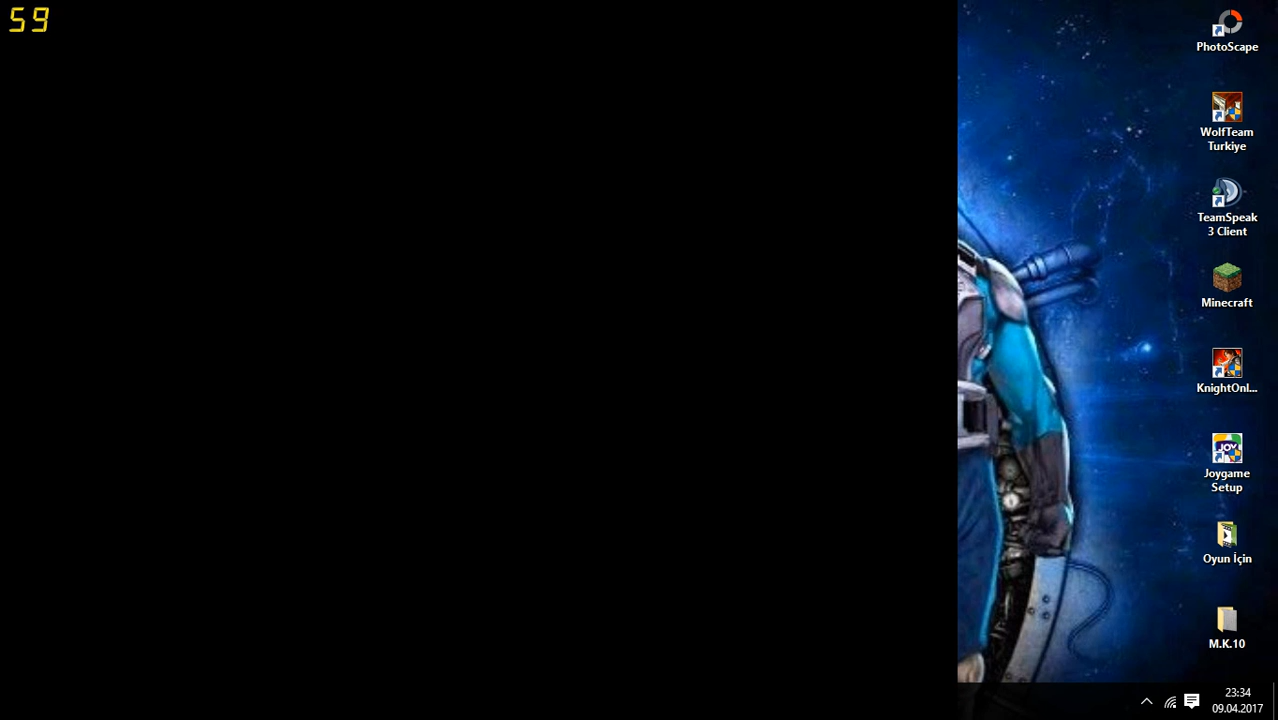 59
PhotoScape
WolfTeam
Turkiye
TeamSpeak
3 Client
Minecraft
KnightOnl...
JOY
Joygame
Setup
Oyun İçin
M.K.10
23:34
09.04.2017